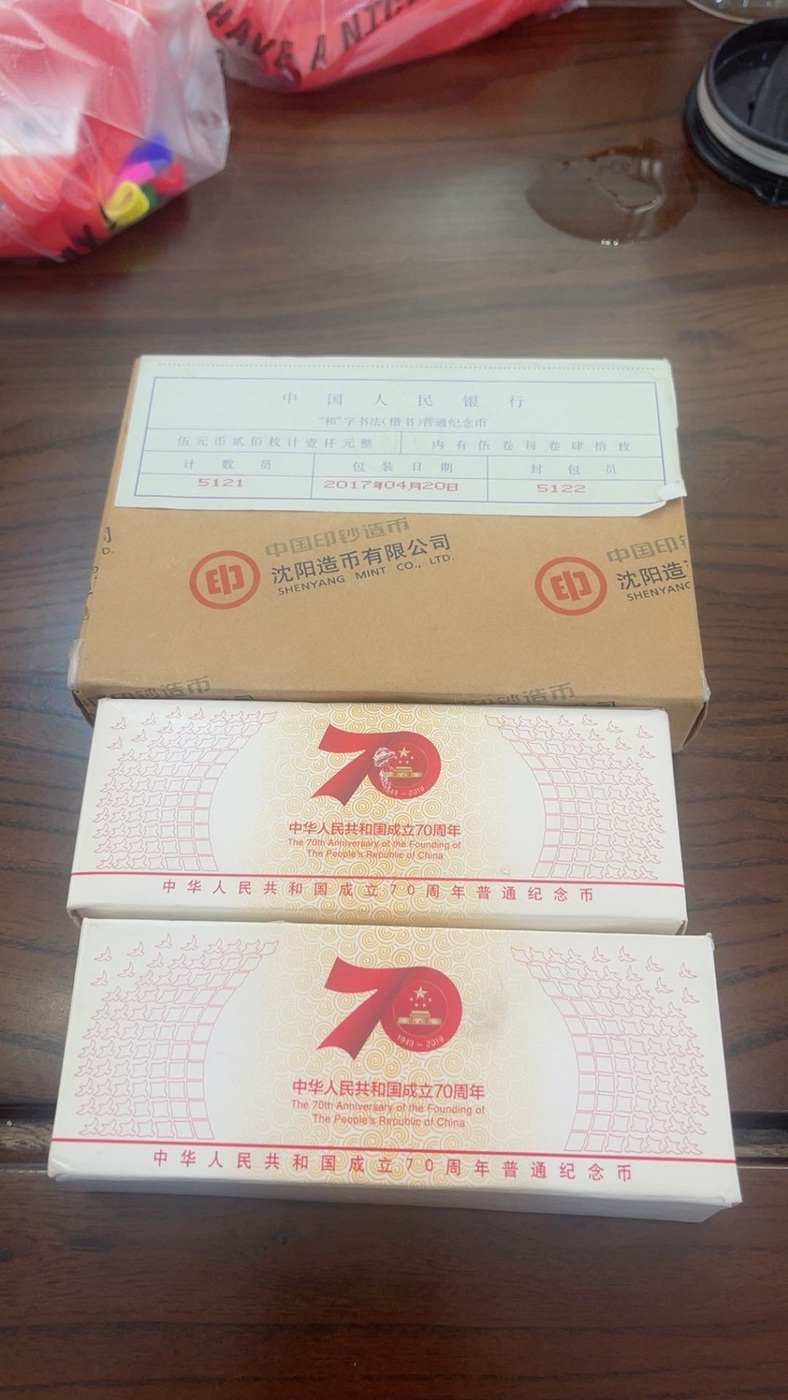 HAVE A NIC
中国人民银行
“和”字书法(楷书)普通纪念币
伍元币贰佰枚计壹仟元整 内有伍卷每卷肆拾枚
计数员 包装日期 封包员
5121 2017年04月20日 5122
中国印钞造币
沈阳造币有限公司
SHENYANG MINT CO., LTD.
中国印钞
沈阳造
SHENYANG
印钞造币
70
1949-2019
中华人民共和国成立70周年
The 70th Anniversary of the Founding of
The People's Republic of China
中华人民共和国成立70周年普通纪念币
70
1949-2019
中华人民共和国成立70周年
The 70th Anniversary of the Founding of
The People's Republic of China
中华人民共和国成立70周年普通纪念币